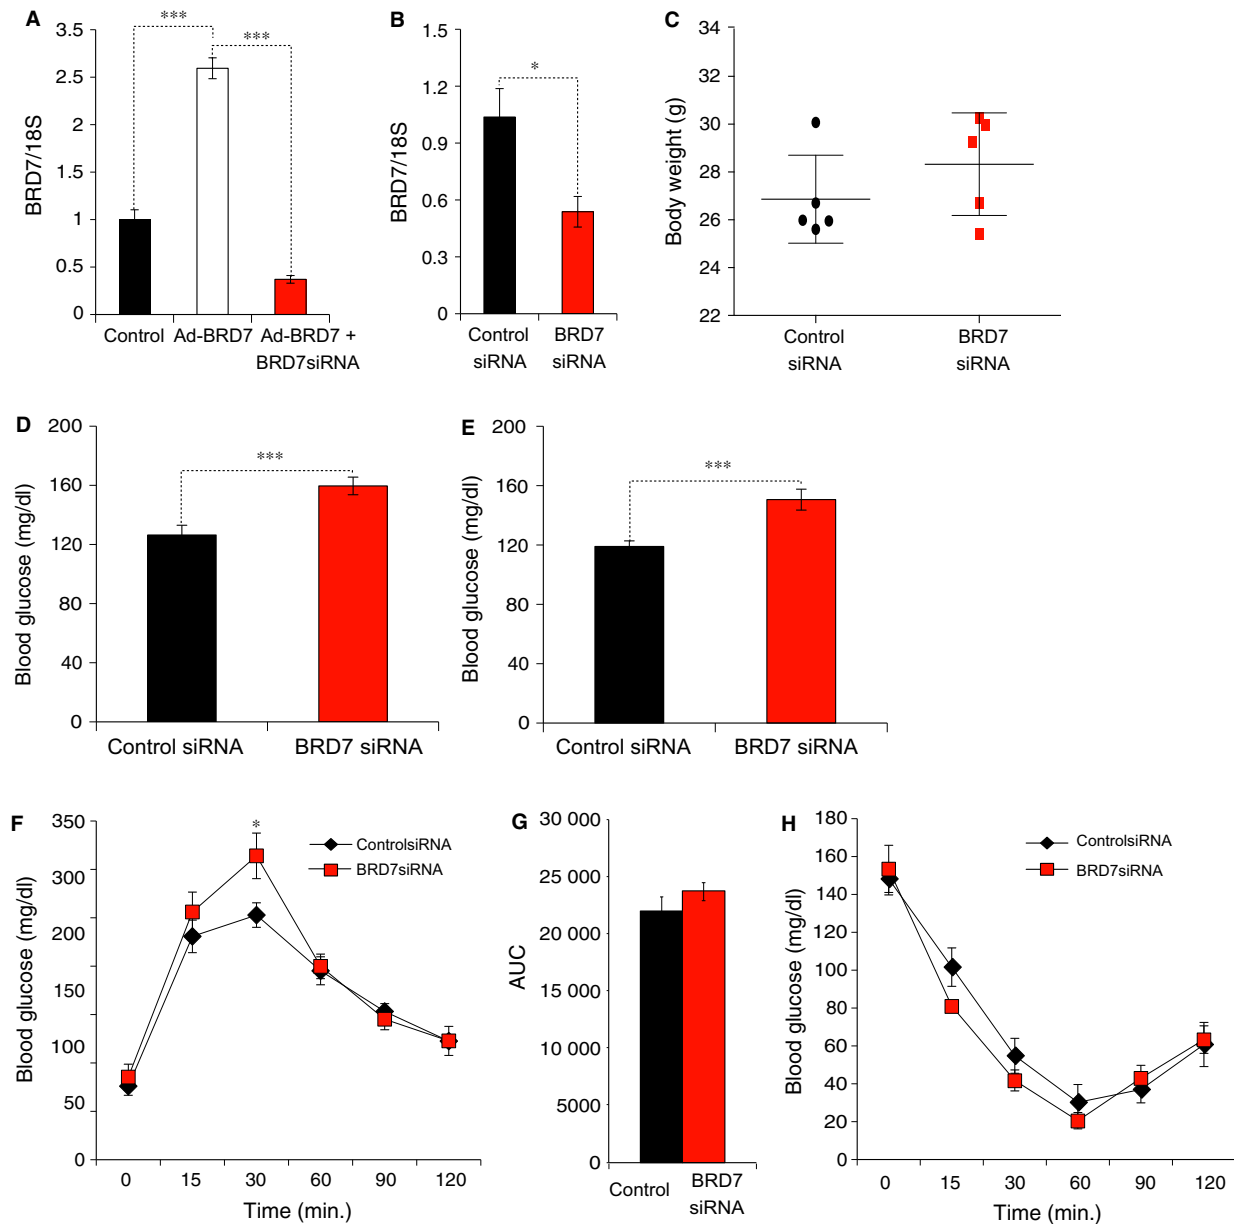 A
***
***
3.5
3
2.5
2
1.5
1
0.5
0
BRD7/18S
Control
Ad-BRD7
Ad-BRD7 +
BRD7siRNA
B
*
1.5
1.2
0.9
0.6
0.3
0
BRD7/18S
Control
siRNA
BRD7
siRNA
C
34
32
30
28
26
24
22
Body weight (g)
Control
siRNA
BRD7
siRNA
D
***
200
160
120
80
40
0
Blood glucose (mg/dl)
Control siRNA
BRD7 siRNA
E
***
200
160
120
80
40
0
Blood glucose (mg/dl)
Control siRNA
BRD7 siRNA
F
*
350
300
200
150
100
50
0
Blood glucose (mg/dl)
ControlsiRNA
BRD7siRNA
0
15
30
60
90
120
Time (min.)
G
30 000
25 000
20 000
15 000
10 000
5000
0
AUC
Control
BRD7
siRNA
H
180
160
140
120
100
80
60
40
20
0
Blood glucose (mg/dl)
ControlsiRNA
BRD7siRNA
0
15
30
60
90
120
Time (min.)